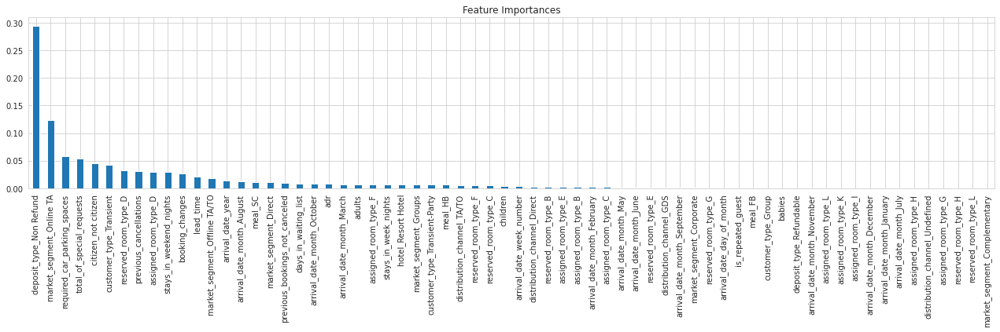 Feature Importances
0.30
0.25
0.20
0.15
0.10
0.05
0.00
deposit_type_Non Refund
market_segment_Online TA
required_car_parking_spaces
total_of_special_requests
citizen_not citizen
customer_type_Transient
reserved_room_type_D
previous_cancellations
assigned_room_type_D
stays_in_weekend_nights
booking_changes
lead_time
market_segment_Offline TA/TO
arrival_date_year
arrival_date_month_August
meal_SC
market_segment_Direct
previous_bookings_not_canceled
days_in_waiting_list
arrival_date_month_October
adr
arrival_date_month_March
adults
assigned_room_type_F
stays_in_week_nights
hotel_Resort Hotel
market_segment_Groups
customer_type_Transient-Party
meal_HB
distribution_channel_TA/TO
reserved_room_type_F
reserved_room_type_C
children
arrival_date_week_number
distribution_channel_Direct
reserved_room_type_B
assigned_room_type_E
assigned_room_type_B
arrival_date_month_February
assigned_room_type_C
arrival_date_month_May
arrival_date_month_June
reserved_room_type_E
distribution_channel_GDS
arrival_date_month_September
market_segment_Corporate
reserved_room_type_G
arrival_date_day_of_month
is_repeated_guest
meal_FB
customer_type_Group
babies
deposit_type_Refundable
arrival_date_month_November
assigned_room_type_L
assigned_room_type_K
assigned_room_type_I
arrival_date_month_December
arrival_date_month_January
arrival_date_month_July
assigned_room_type_H
distribution_channel_Undefined
assigned_room_type_G
reserved_room_type_H
reserved_room_type_L
market_segment_Complementary